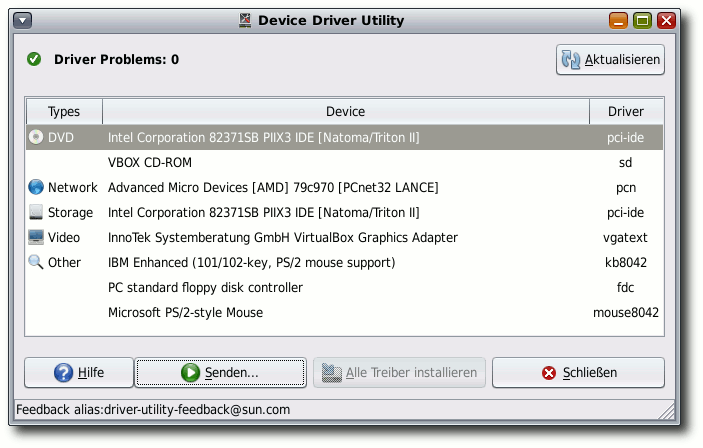 Device Driver Utility
Driver Problems: 0
Aktualisieren
Types Device Driver
DVD Intel Corporation 82371SB PIIX3 IDE [Natoma/Triton II] pci-ide
VBOX CD-ROM sd
Network Advanced Micro Devices [AMD] 79c970 [PCnet32 LANCE] pcn
Storage Intel Corporation 82371SB PIIX3 IDE [Natoma/Triton II] pci-ide
Video InnoTek Systemberatung GmbH VirtualBox Graphics Adapter vgatext
Other IBM Enhanced (101/102-key, PS/2 mouse support) kb8042
PC standard floppy disk controller fdc
Microsoft PS/2-style Mouse mouse8042
Hilfe Senden... Alle Treiber installieren Schließen
Feedback alias:driver-utility-feedback@sun.com